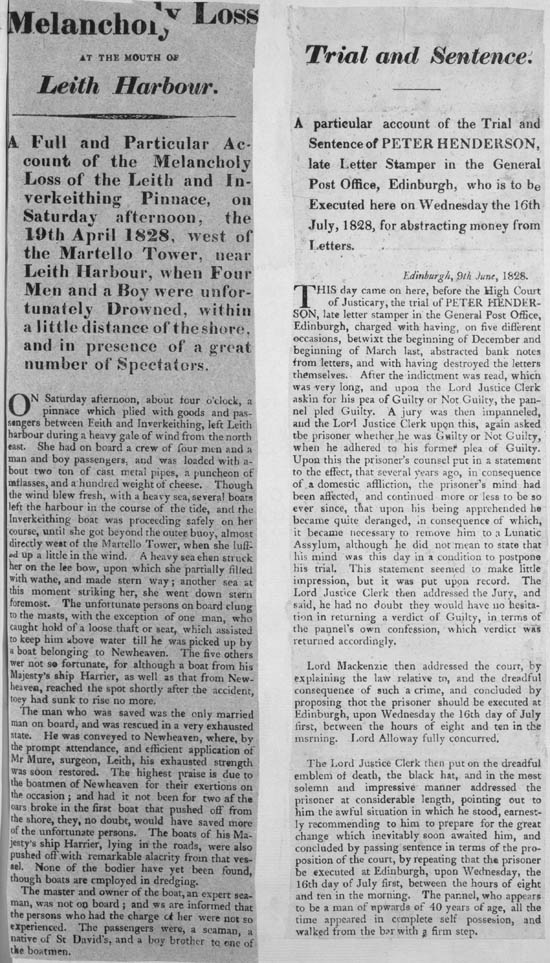 Melancholy Loss
AT THE MOUTH OF
Leith Harbour.
A Full and Particular Ac-
count of the Melancholy
Loss of the Leith and In-
verkeithing Pinnace, on
Saturday afternoon, the
19th April 1828, west of
the Martello Tower, near
Leith Harbour, when Four
Men and a Boy were unfor-
tunately Drowned, within
a little distance of the shore,
and in presence of a great
number of Spectators.
ON Saturday afternoon, about four o'clock, a
pinnace which plied with goods and pas-
sengers between Feith and Inverkeithing, left Leith
harbour during a heavy gale of wind from the north
east. She had on board a crew of four men and a
man and boy passengers, and was loaded with a-
bout two ton of cast metal pipes, a puncheon of
mflasses, and a hundred weight of cheese. Though
the wind blew fresh, with a heavy sea, several boats
left the harbour in the course of the tide, and the
Inverkeithing boat was proceeding safely on her
course, until she got beyond the outer buoy, almost
directly west of the Martello Tower, when she luff-
ed up a little in the wind. A heavy sea ehen struck
her on the lee bow, upon which she partially filled
with wathe, and made stern way; another sea at
this moment striking her, she went down stern
foremost. The unfortunate persons on board clung
to the masts, with the exception of one man, who
caught hold of a loose thaft or seat, which assisted
to keep him above water till he was picked up by
a boat belonging to Newheaven. The five others
wer not so fortunate, for although a boat from his
Majesty's ship Harrier, as well as that from New-
heaven, reached the spot shortly after the accident,
they had sunk to rise no more.
The man who was saved was the only married
man on board, and was rescued in a very exhausted
state. He was conveyed to Newheaven, where, by
the prompt attendance, and efficient application of
Mr Mure, surgeon, Leith, his exhausted strength
was soon restored. The highest praise is due to
the boatmen of Newheaven for their exertions on
the occasion; and had it not been for two af the
oars broke in the first boat that pushed off from
the shore, they, no doubt, would have saved more
of the unfortunate persons. The boats of his Ma-
jesty's ship Harrier, lying in the roads, were also
pushed off with remarkable alacrity from that ves-
sel. None of the bodier have yet been found,
though boats are employed in dredging.
The master and owner of the boat, an expert sea-
man, was not on board; and ws are informed that
the persons who had the charge of her were not so
experienced. The passengers were, a seaman, a
native of St David's, and a boy brother to one of
the boatmen.
Trial and Sentence.
A particular account of the Trial and
Sentence of PETER HENDERSON,
late Letter Stamper in the General
Post Office, Edinburgh, who is to be
Executed here on Wednesday the 16th
July, 1828, for abstracting money from
Letters.
Edinburgh, 9th June, 1828.
THIS day came on here, before the High Court
of Justicary, the trial of PETER HENDER-
SON, late letter stamper in the General Post Office,
Edinburgh, charged with having, on five different
occasions, betwixt the beginning of December and
beginning of March last, abstracted bank notes
from letters, and with having destroyed the letters
themselves. After the indictment was read, which
was very long, and upon the Lord Justice Clerk
askin for his pea of Guilty or Not Guilty, the pan-
nel pled Guilty. A jury was then impanneled,
and the Lord Justice Clerk upon this, again asked
the prisoner whether he was Guilty or Not Guilty,
when he adhered to his former plea of Guilty.
Upon this the prisoner's counsel put in a statement
to the effect, that several years ago, in consequence
of a domestic affliction, the prisoner's mind had
been affected, and continued more or less to be so
ever since, that upon his being apprehended he
became quite deranged, in consequence of which,
it became necessary to remove him to a Lunatic
Assylum, although he did not mean to state that
his mind was this day in a condition to postpone
his trial. This statement seemed to make little
impression, but it was put upon record. The
Lord Justice Clerk then addressed the Jury, and
said, he had no doubt they would have no hesita-
tion in returning a verdict of Guilty, in terms of
the pannel's own confession, which verdict was
returned accordingly.
Lord Mackenzie then addressed the court, by
explaining the law relative to, and the dreadful
consequence of such a crime, and concluded by
proposing that the prisoner should be executed at
Edinburgh, upon Wednesday the 16th day of July
first, between the hours of eight and ten in the
msrning. Lord Alloway fully concurred.
The Lord Justice Clerk then put on the dreadful
emblem of death, the black hat, and in the most
solemn and impressive manner addressed the
prisoner at considerable length, pointing out to
him the awful situation in which he stood, earnest-
ly recommending to him to prepare for the great
change which inevitably soon awaited him, and
concluded by passing sentence in terms of the pro-
position of the court, by repeating that the prisoner
be executed at Edinburgh, upon Wednesday, the
16th day of July first, between the hours of eight
and ten in the morning. The pannel, who appears
to be a man of upwards of 40 years of age, all the
time appeared in complete self possesion, and
walked from the bar with a firm step.